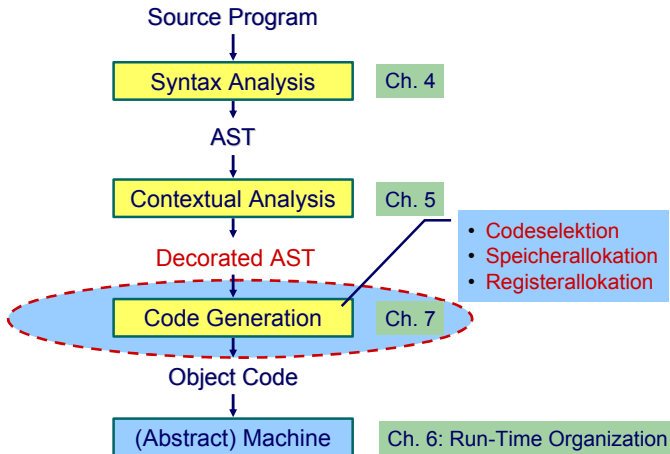 Source Program
Syntax Analysis
Ch. 4
AST
Contextual Analysis
Ch. 5
Decorated AST
• Codeselektion
• Speicherallokation
• Registerallokation
Code Generation
Ch. 7
Object Code
(Abstract) Machine
Ch. 6: Run-Time Organization